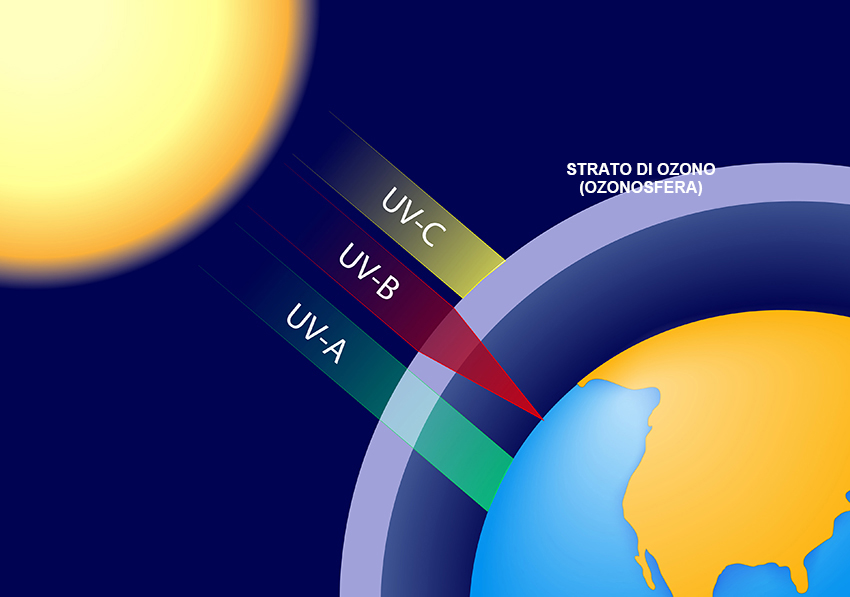 STRATO DI OZONO
(OZONOSFERA)
UV-C
UV-B
UV-A